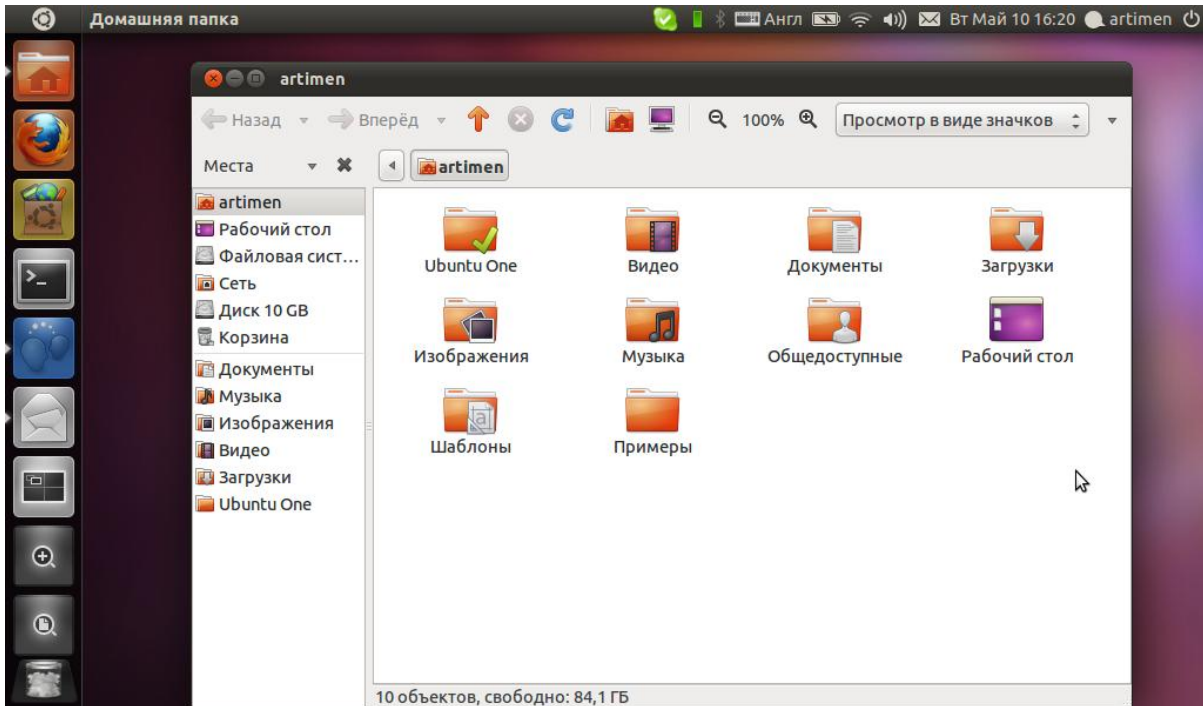 Домашняя папка
Англ
Вт Май 10 16:20
artimen
artimen
Назад
Вперёд
100%
Просмотр в виде значков
Места
artimen
artimen
Рабочий стол
Файловая сист...
Сеть
Диск 10 GB
Корзина
Документы
Музыка
Изображения
Видео
Загрузки
Ubuntu One
Ubuntu One
Видео
Документы
Загрузки
Изображения
Музыка
Общедоступные
Рабочий стол
Шаблоны
Примеры
10 объектов, свободно: 84,1 ГБ